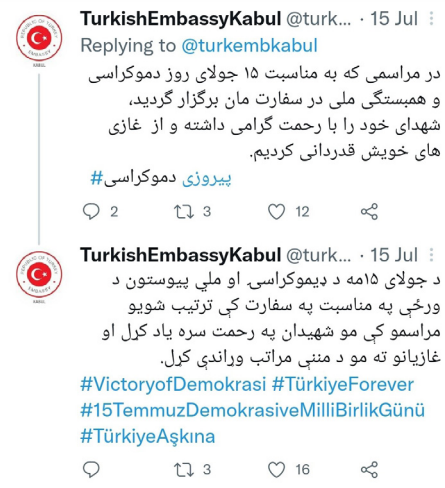 TurkishEmbassyKabul @turk... · 15 Jul
Replying to @turkembkabul
در مراسمی که به مناسبت ۱۵ جولای روز دموکراسی
و همبستگی ملی در سفارت مان برگزار گردید،
شهدای خود را با رحمت گرامی داشته و از غازی
های خویش قدردانی کردیم.
#پیروزی دموکراسی
2 3 12
TurkishEmbassyKabul @turk... · 15 Jul
د جولای ۱۵مه د ډیموکراسۍ او ملي پیوستون د
ورځې په مناسبت په سفارت کې ترتیب شویو
مراسمو کې مو شهیدان په رحمت سره یاد کړل او
غازیانو ته مو د مننې مراتب وړاندې کړل.
#VictoryofDemokrasi #TürkiyeForever
#15TemmuzDemokrasiveMilliBirlikGünü
#TürkiyeAşkına
3 16